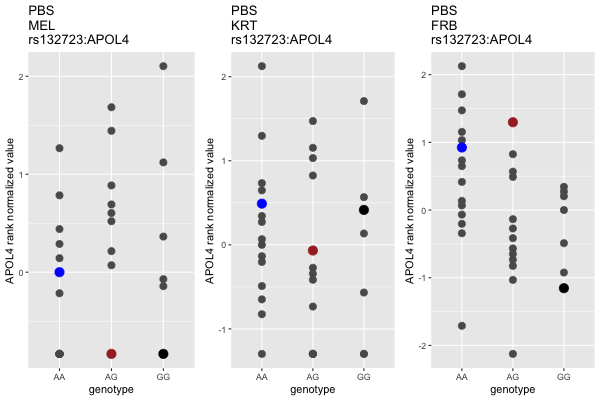 PBS
MEL
rs132723:APOL4
APOL4 rank normalized value
2
1
0
AA
AG
GG
genotype
PBS
KRT
rs132723:APOL4
APOL4 rank normalized value
2
1
0
-1
AA
AG
GG
genotype
PBS
FRB
rs132723:APOL4
APOL4 rank normalized value
2
1
0
-1
-2
AA
AG
GG
genotype